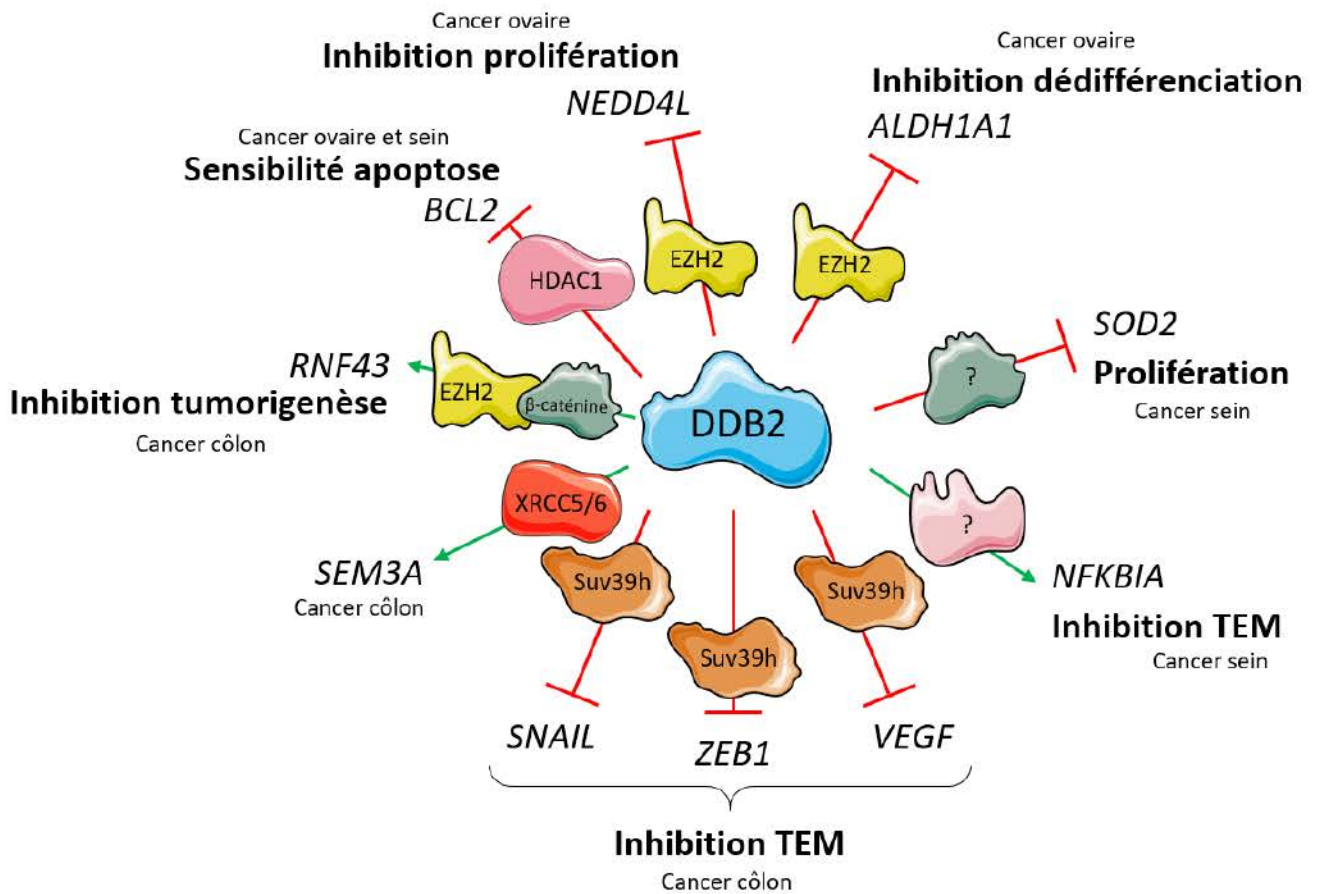 Cancer ovaire
Inhibition prolifération
NEDD4L
Cancer ovaire
Inhibition dédifférenciation
ALDH1A1
Cancer ovaire et sein
Sensibilité apoptose
BCL2
HDAC1
EZH2
EZH2
RNF43
Inhibition tumorigenèse
Cancer côlon
EZH2
β-caténine
DDB2
?
SOD2
Prolifération
Cancer sein
XRCC5/6
SEM3A
Cancer côlon
?
NFKBIA
Inhibition TEM
Cancer sein
Suv39h
Suv39h
Suv39h
SNAIL
ZEB1
VEGF
Inhibition TEM
Cancer côlon